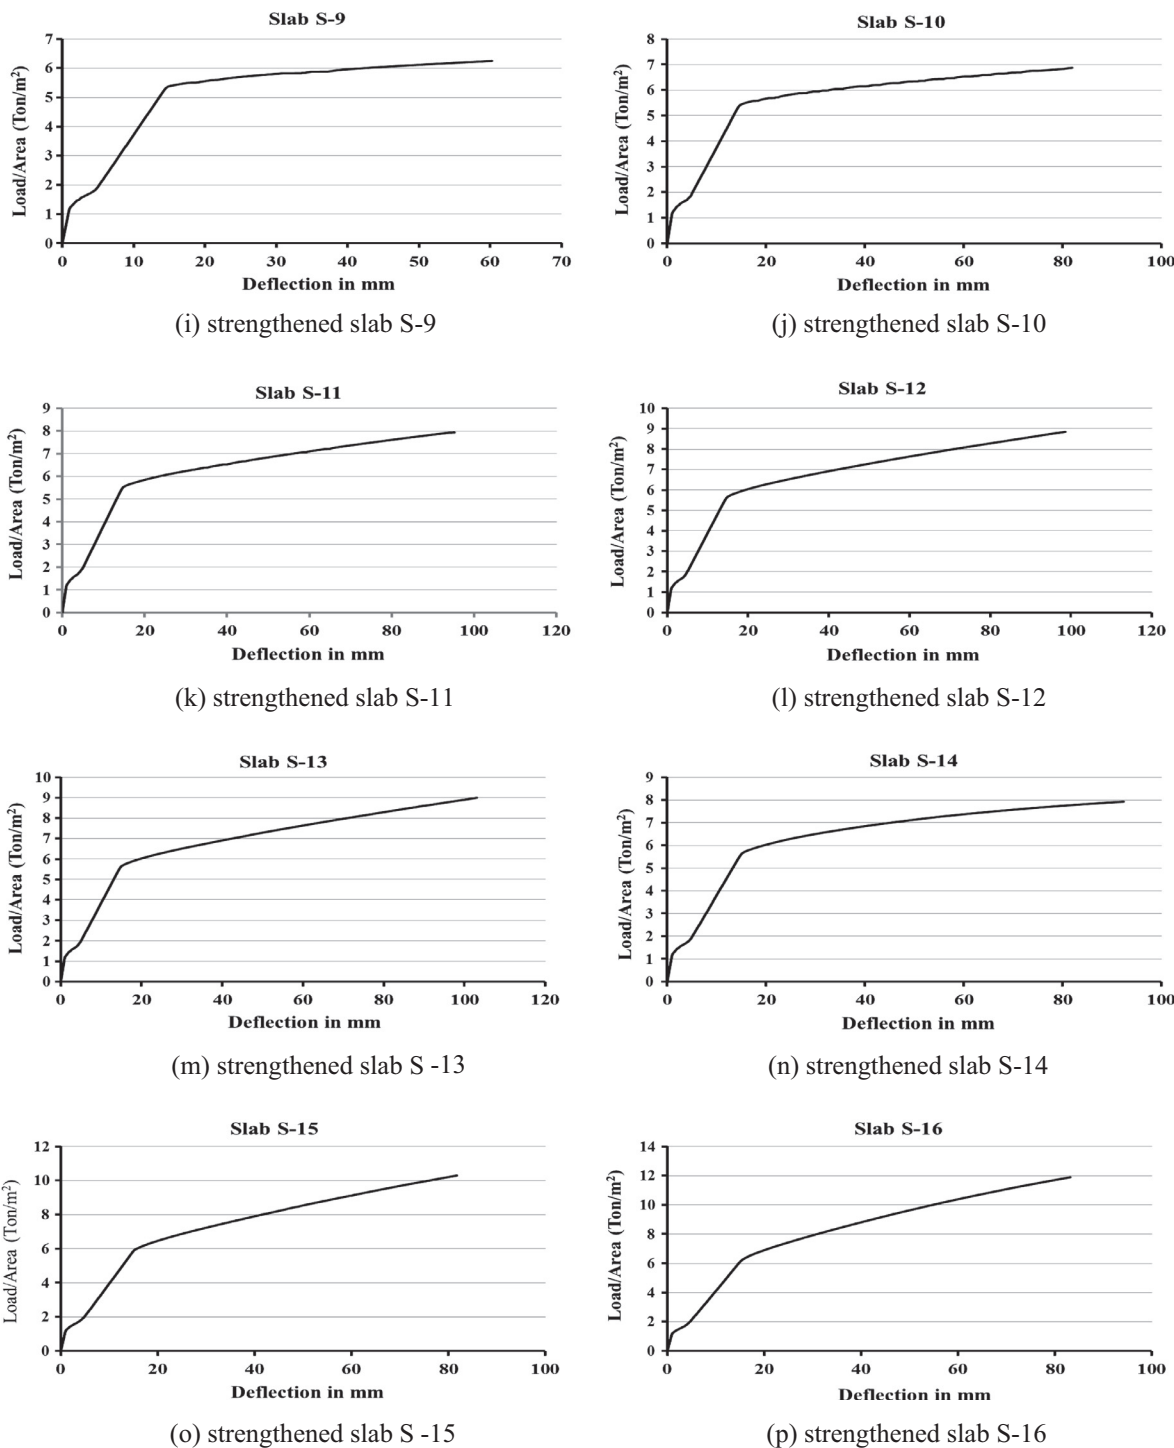 Slab S-9
Load/Area (Ton/m²)
7
6
5
4
3
2
1
0
0 10 20 30 40 50 60 70
Deflection in mm
(i) strengthened slab S-9
Slab S-10
Load/Area (Ton/m²)
8
7
6
5
4
3
2
1
0
0 20 40 60 80 100
Deflection in mm
(j) strengthened slab S-10
Slab S-11
Load/Area (Ton/m²)
9
8
7
6
5
4
3
2
1
0
0 20 40 60 80 100 120
Deflection in mm
(k) strengthened slab S-11
Slab S-12
Load/Area (Ton/m²)
10
9
8
7
6
5
4
3
2
1
0
0 20 40 60 80 100 120
Deflection in mm
(l) strengthened slab S-12
Slab S-13
Load/Area (Ton/m²)
10
9
8
7
6
5
4
3
2
1
0
0 20 40 60 80 100 120
Deflection in mm
(m) strengthened slab S -13
Slab S-14
Load/Area (Ton/m²)
9
8
7
6
5
4
3
2
1
0
0 20 40 60 80 100
Deflection in mm
(n) strengthened slab S-14
Slab S-15
Load/Area (Ton/m²)
12
10
8
6
4
2
0
0 20 40 60 80 100
Deflection in mm
(o) strengthened slab S -15
Slab S-16
Load/Area (Ton/m²)
14
12
10
8
6
4
2
0
0 20 40 60 80 100
Deflection in mm
(p) strengthened slab S-16